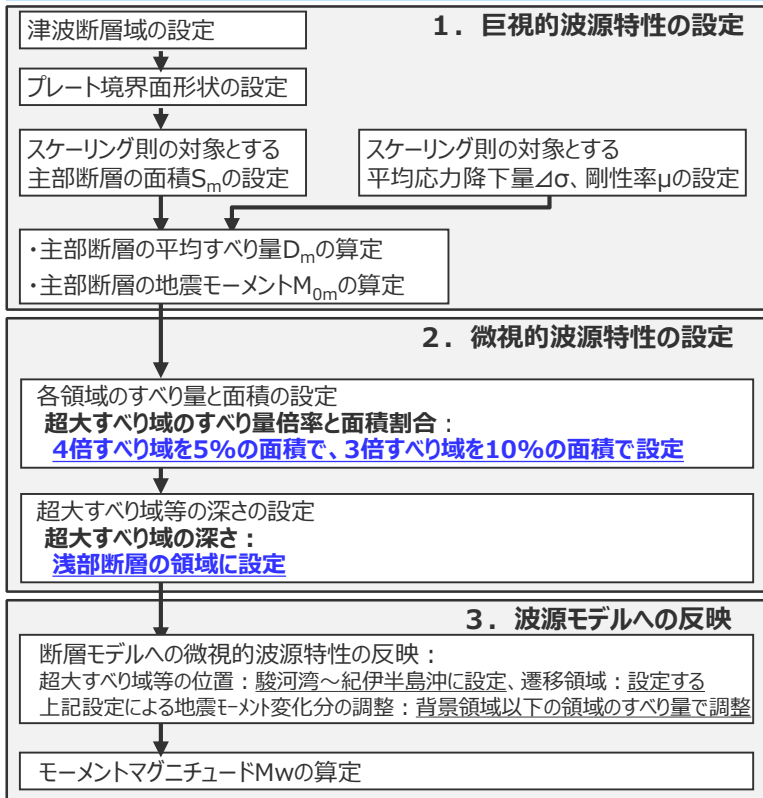 1．巨視的波源特性の設定
津波断層域の設定
プレート境界面形状の設定
スケーリング則の対象とする
主部断層の面積Smの設定
スケーリング則の対象とする
平均応力降下量⊿σ、剛性率μの設定
・主部断層の平均すべり量Dmの算定
・主部断層の地震モーメントM0mの算定
2．微視的波源特性の設定
各領域のすべり量と面積の設定
超大すべり域のすべり量倍率と面積割合：
4倍すべり域を5%の面積で、3倍すべり域を10%の面積で設定
超大すべり域等の深さの設定
超大すべり域の深さ：
浅部断層の領域に設定
3．波源モデルへの反映
断層モデルへの微視的波源特性の反映：
超大すべり域等の位置：駿河湾～紀伊半島沖に設定、遷移領域：設定する
上記設定による地震モーメント変化分の調整：背景領域以下の領域のすべり量で調整
モーメントマグニチュードMwの算定